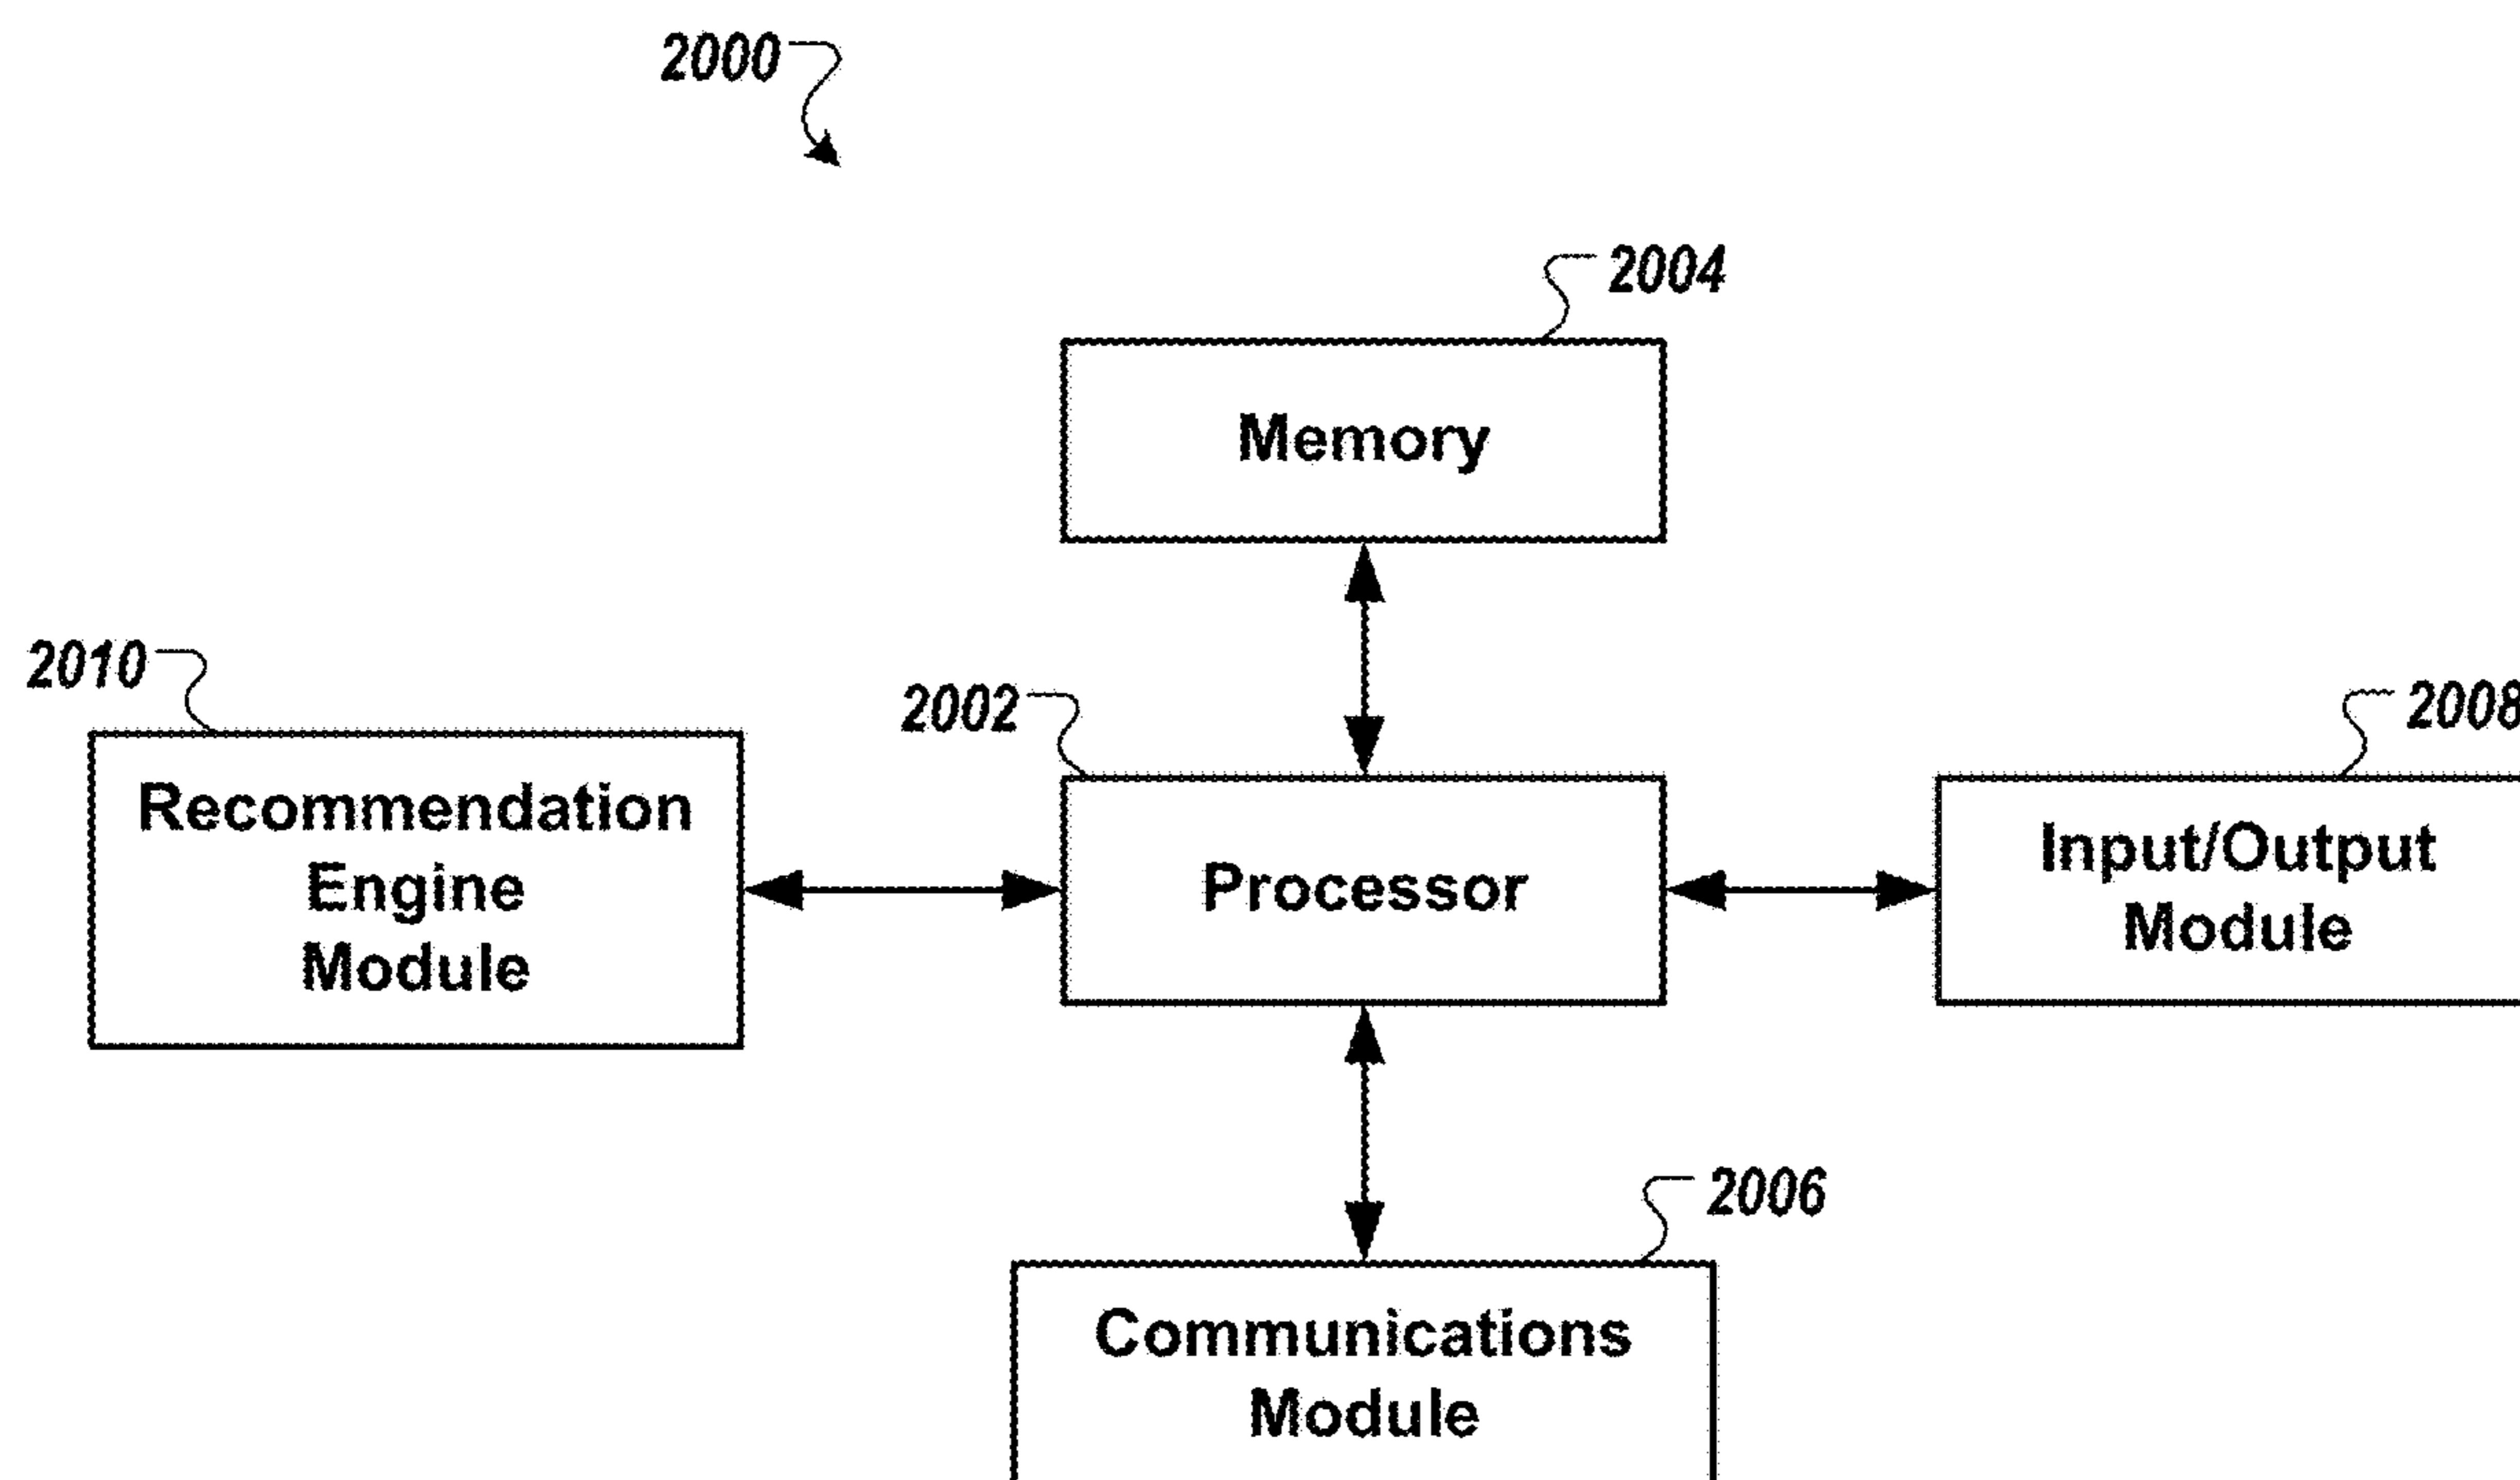 2000
2004
Memory
2010
2002
2008
Recommendation
Engine
Module
Processor
Input/Output
Module
2006
Communications
Module